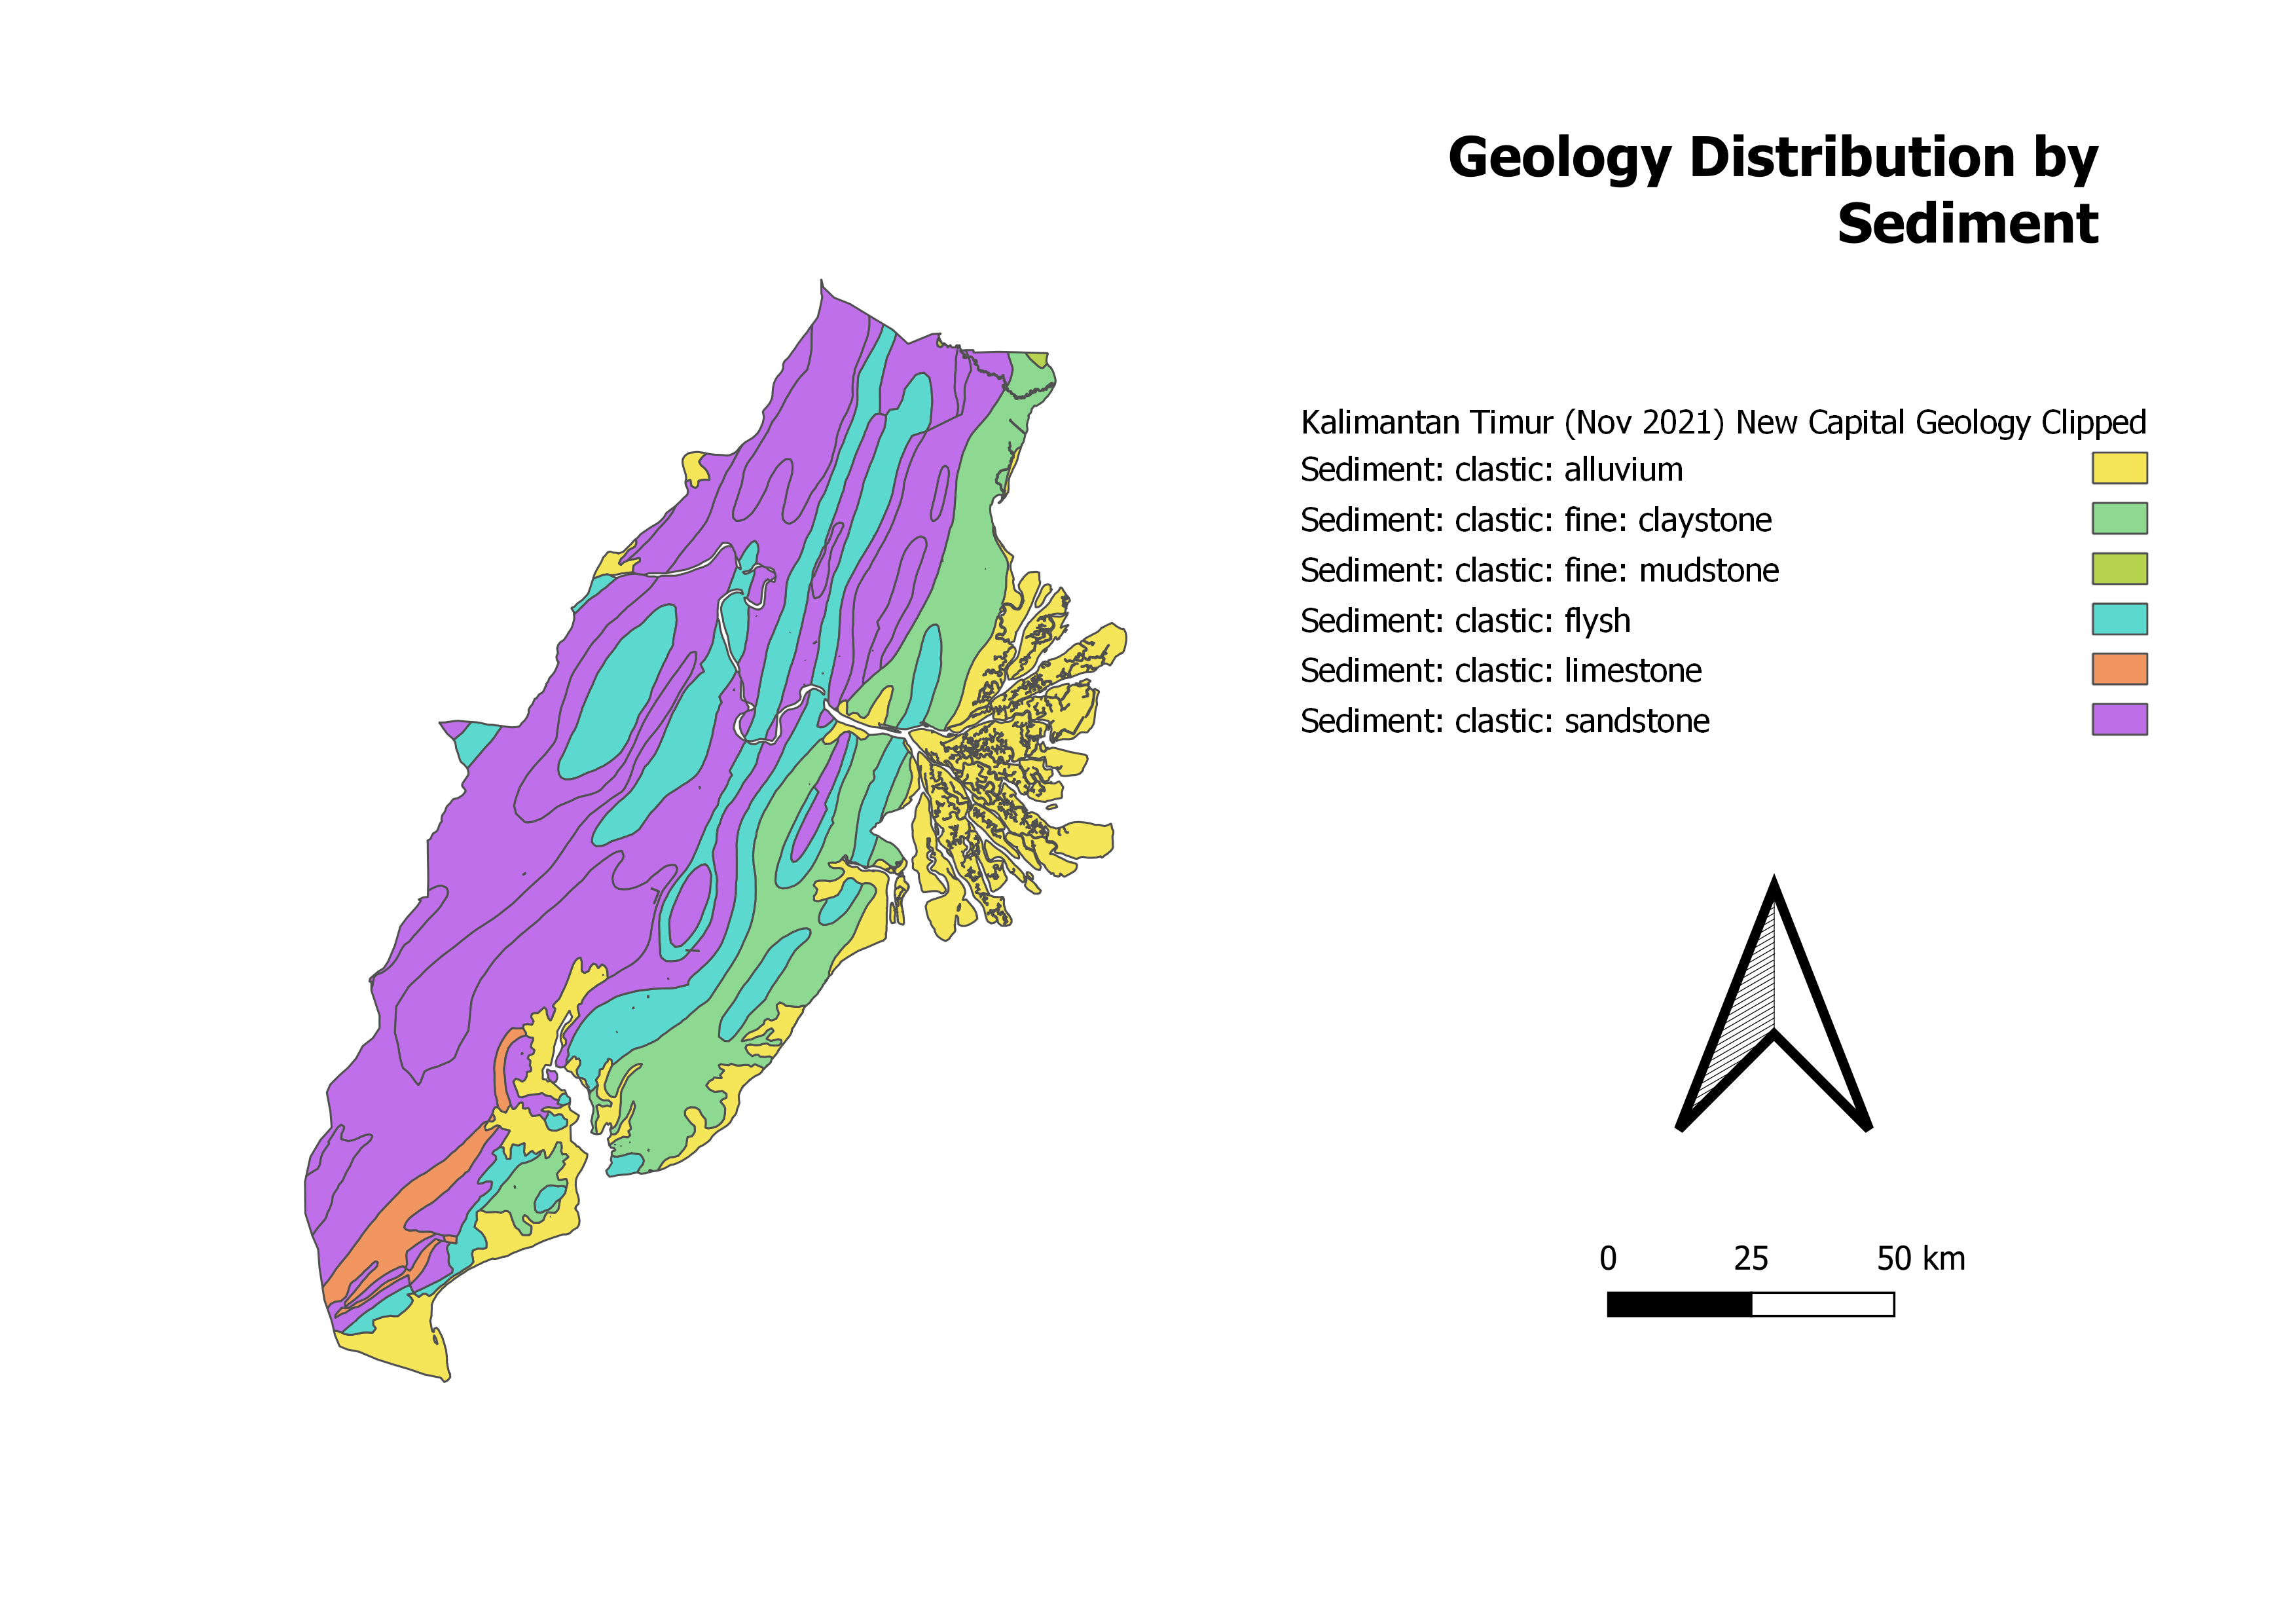 Geology Distribution by
Sediment
Kalimantan Timur (Nov 2021) New Capital Geology Clipped
Sediment: clastic: alluvium
Sediment: clastic: fine: claystone
Sediment: clastic: fine: mudstone
Sediment: clastic: flysh
Sediment: clastic: limestone
Sediment: clastic: sandstone
0 25 50 km